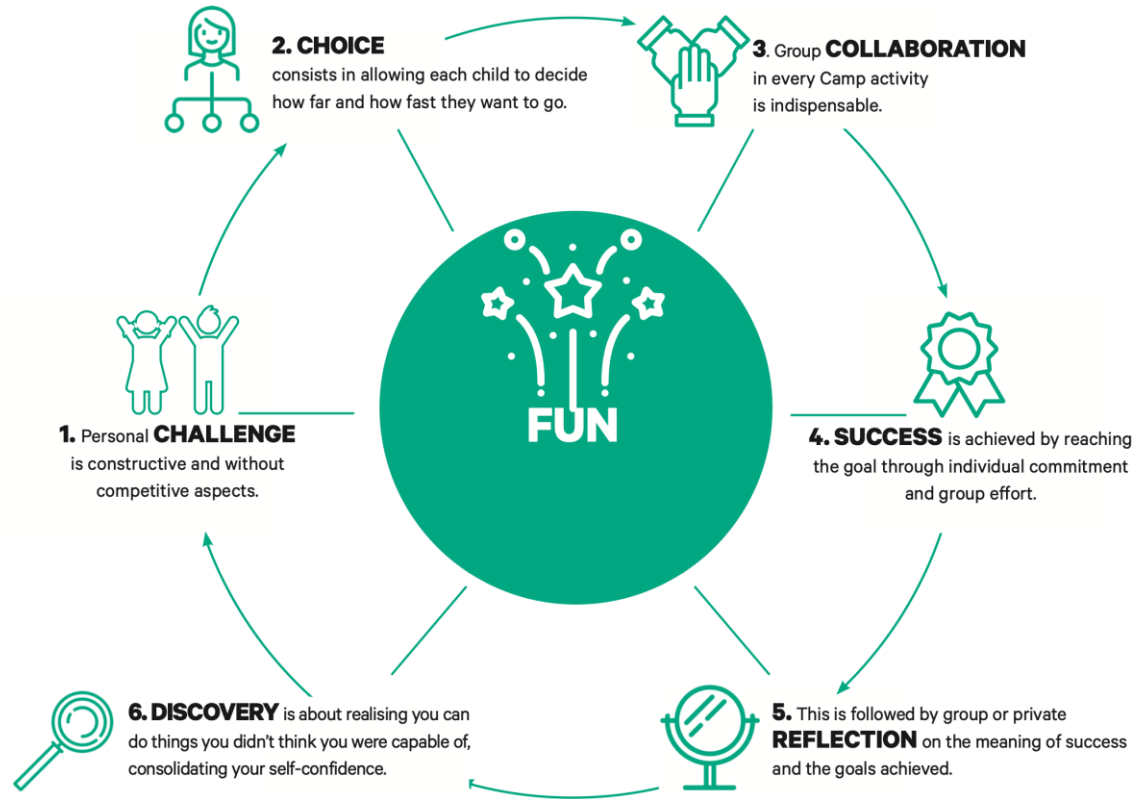 2. CHOICE
consists in allowing each child to decide
how far and how fast they want to go.
3. Group COLLABORATION
in every Camp activity
is indispensable.
FUN
1. Personal CHALLENGE
is constructive and without
competitive aspects.
4. SUCCESS is achieved by reaching
the goal through individual commitment
and group effort.
6. DISCOVERY is about realising you can
do things you didn't think you were capable of,
consolidating your self-confidence.
5. This is followed by group or private
REFLECTION on the meaning of success
and the goals achieved.